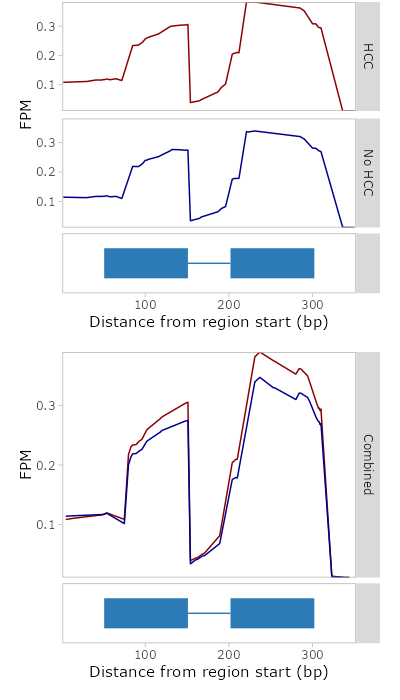 0.3
0.2
0.1
HCC
FPM
0.3
0.2
0.1
No HCC
100
200
300
Distance from region start (bp)
0.3
0.2
0.1
FPM
Combined
100
200
300
Distance from region start (bp)